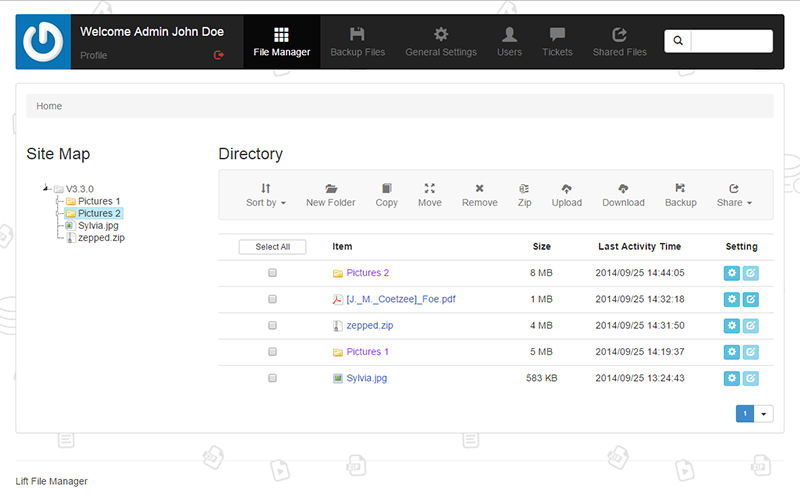 Welcome Admin John Doe
Profile
File Manager
Backup Files
General Settings
Users
Tickets
Shared Files
Home
Site Map
V3.3.0
Pictures 1
Pictures 2
Sylvia.jpg
zepped.zip
Directory
Sort by
New Folder
Copy
Move
Remove
Zip
Upload
Download
Backup
Share
Select All Item Size Last Activity Time Setting
Pictures 2 8 MB 2014/09/25 14:44:05
[J._M._Coetzee]_Foe.pdf 1 MB 2014/09/25 14:32:18
zepped.zip 4 MB 2014/09/25 14:31:50
Pictures 1 5 MB 2014/09/25 14:19:37
Sylvia.jpg 583 KB 2014/09/25 13:24:43
1
Lift File Manager